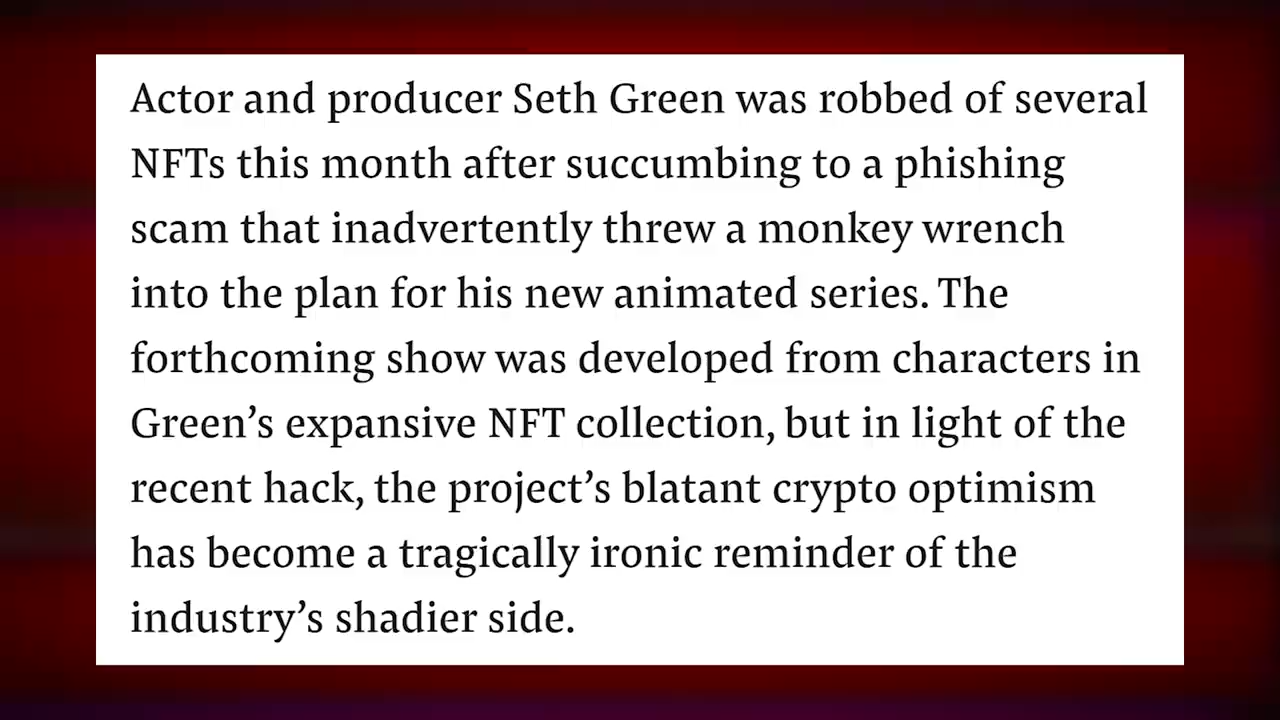 Actor and producer Seth Green was robbed of several
NFTs this month after succumbing to a phishing
scam that inadvertently threw a monkey wrench
into the plan for his new animated series. The
forthcoming show was developed from characters in
Green’s expansive NFT collection, but in light of the
recent hack, the project’s blatant crypto optimism
has become a tragically ironic reminder of the
industry’s shadier side.